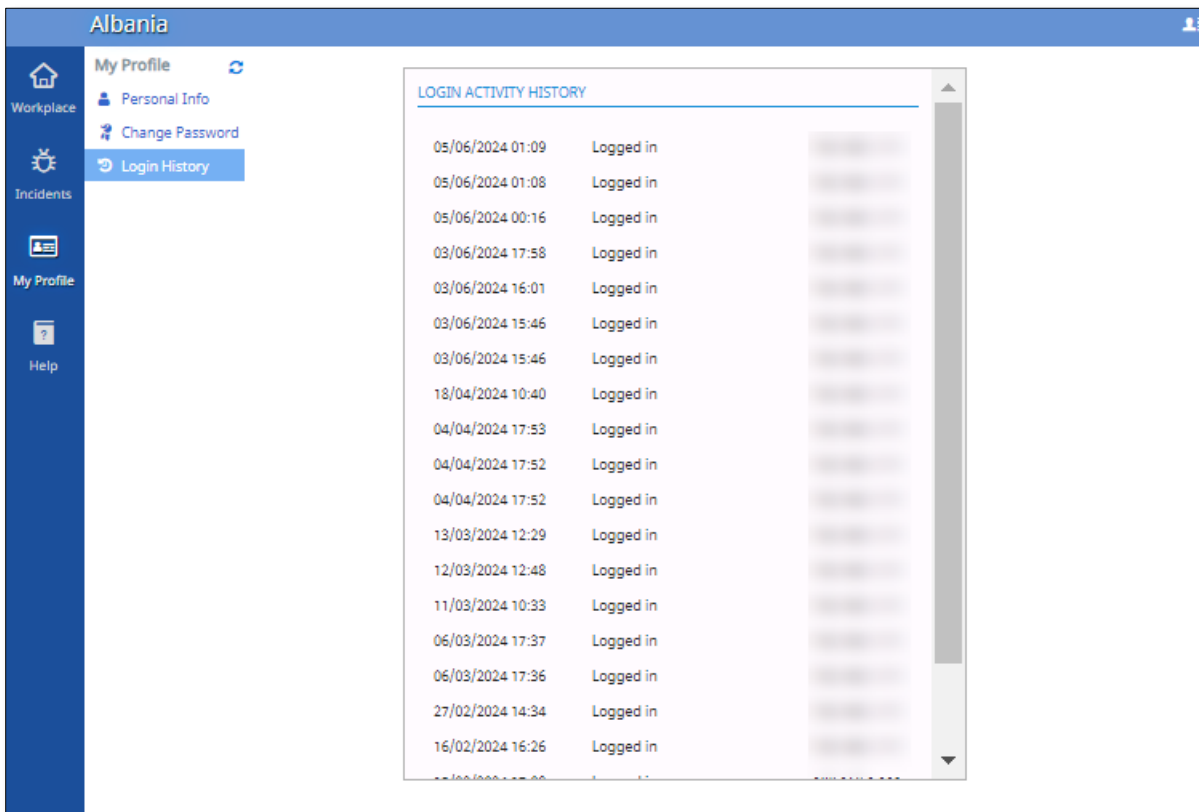 Albania
Workplace
Incidents
My Profile
Help
My Profile
Personal Info
Change Password
Login History
LOGIN ACTIVITY HISTORY
05/06/2024 01:09 Logged in
05/06/2024 01:08 Logged in
05/06/2024 00:16 Logged in
03/06/2024 17:58 Logged in
03/06/2024 16:01 Logged in
03/06/2024 15:46 Logged in
03/06/2024 15:46 Logged in
18/04/2024 10:40 Logged in
04/04/2024 17:53 Logged in
04/04/2024 17:52 Logged in
04/04/2024 17:52 Logged in
13/03/2024 12:29 Logged in
12/03/2024 12:48 Logged in
11/03/2024 10:33 Logged in
06/03/2024 17:37 Logged in
06/03/2024 17:36 Logged in
27/02/2024 14:34 Logged in
16/02/2024 16:26 Logged in